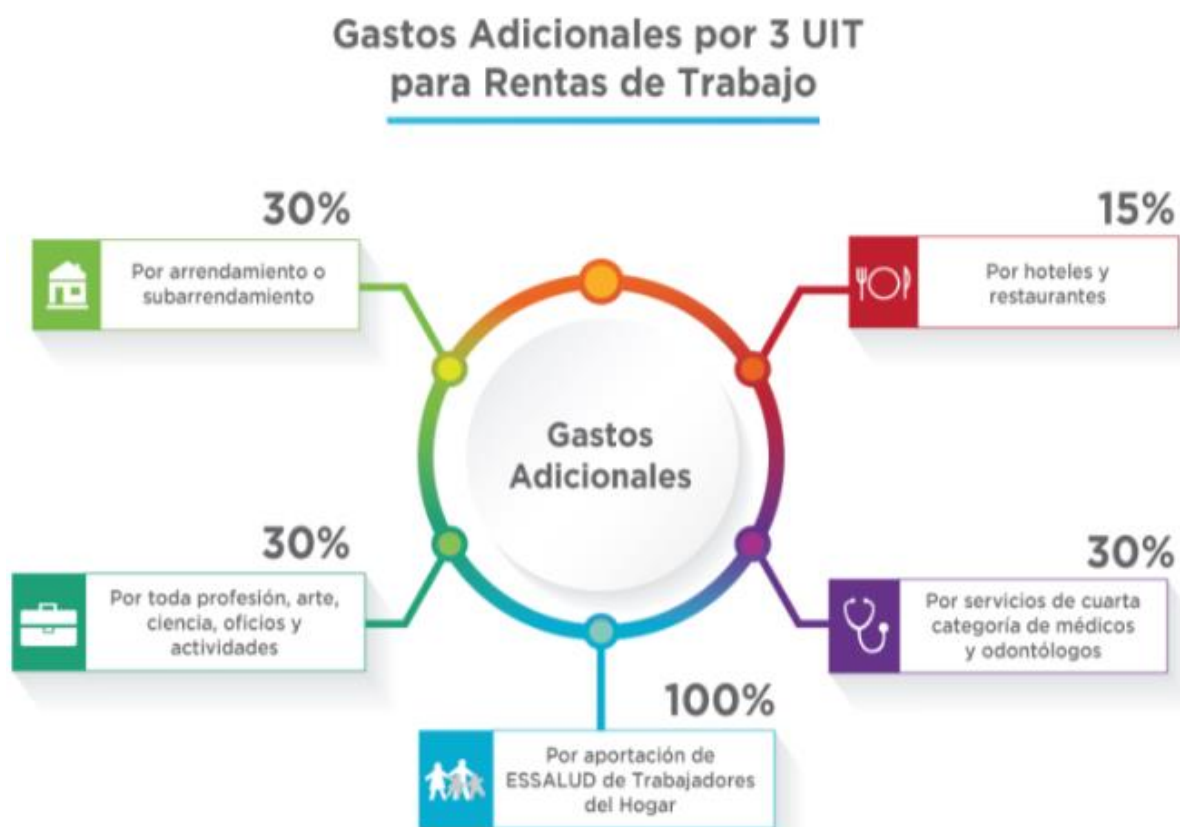 Gastos Adicionales por 3 UIT
para Rentas de Trabajo
30%
Por arrendamiento o
subarrendamiento
15%
Por hoteles y
restaurantes
Gastos
Adicionales
30%
Por toda profesión, arte,
ciencia, oficios y
actividades
30%
Por servicios de cuarta
categoría de médicos
y odontólogos
100%
Por aportación de
ESSALUD de Trabajadores
del Hogar